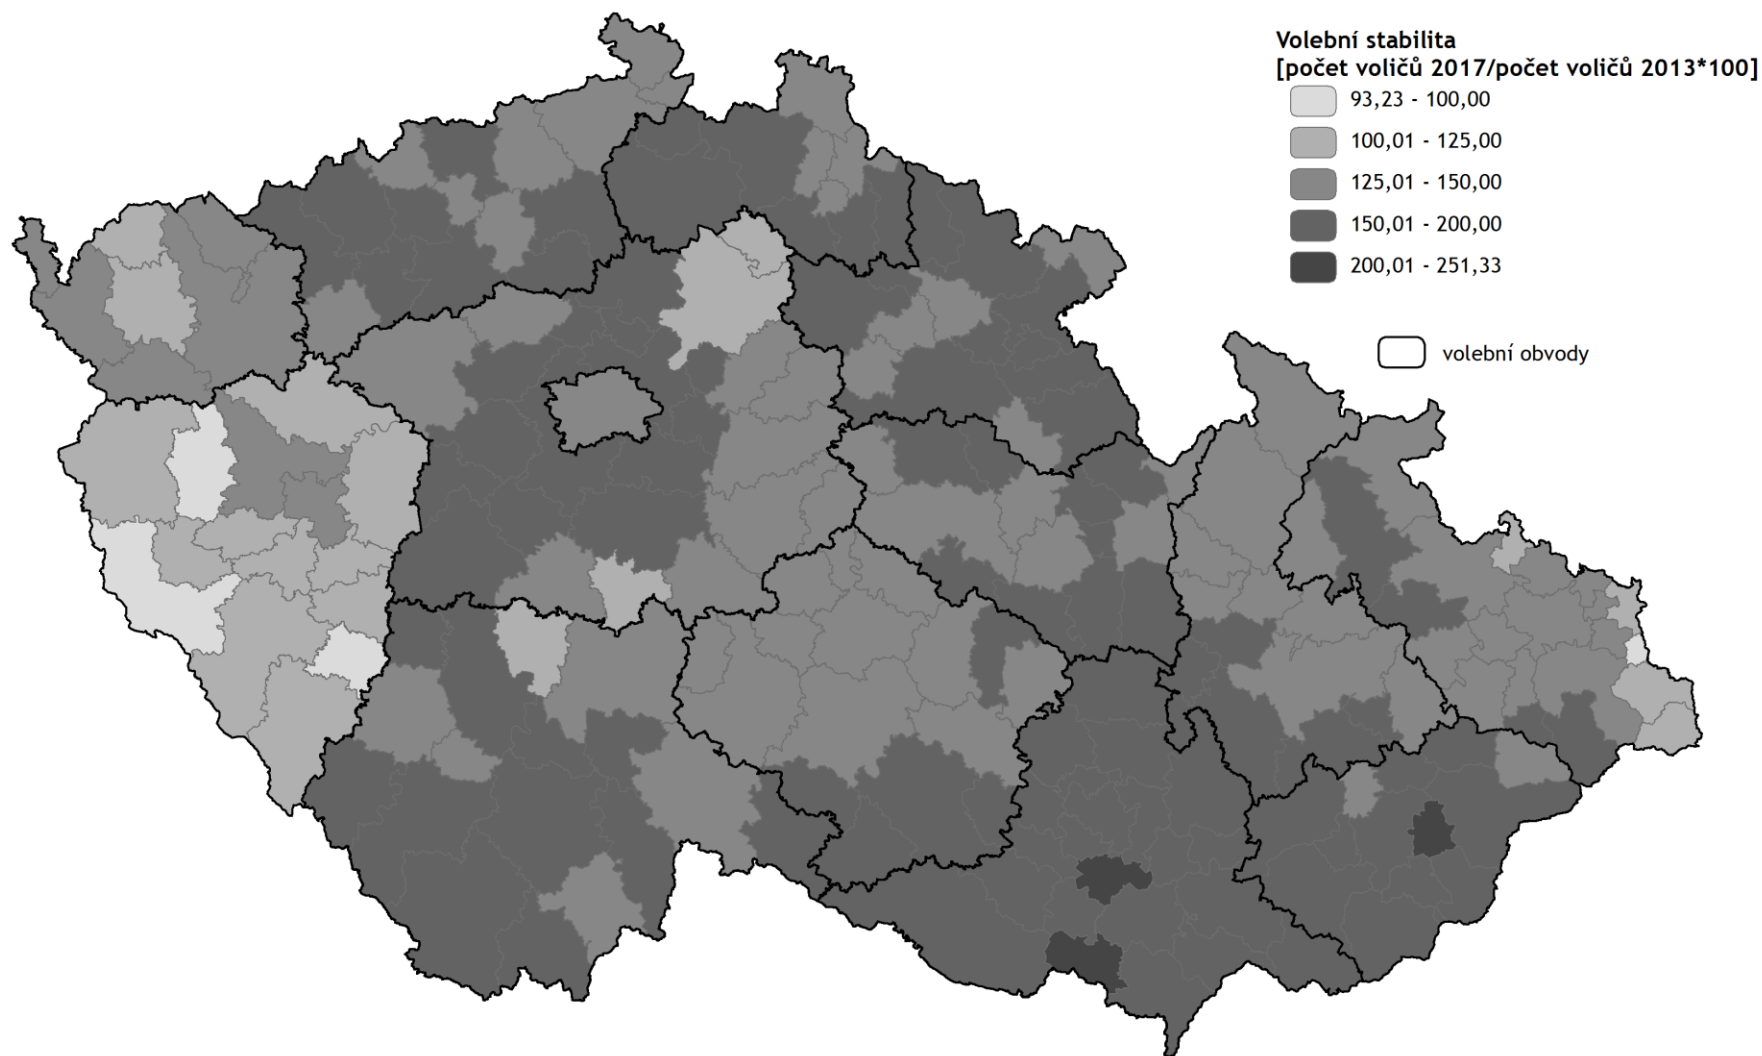 Volební stabilita
[počet voličů 2017/počet voličů 2013*100]
93,23 - 100,00
100,01 - 125,00
125,01 - 150,00
150,01 - 200,00
200,01 - 251,33
volební obvody